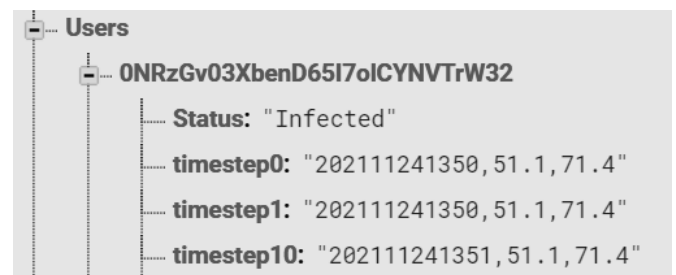 Users
0NRzGv03XbenD65I7olCYNVTrW32
Status: "Infected"
timestep0: "202111241350,51.1,71.4"
timestep1: "202111241350,51.1,71.4"
timestep10: "202111241351,51.1,71.4"